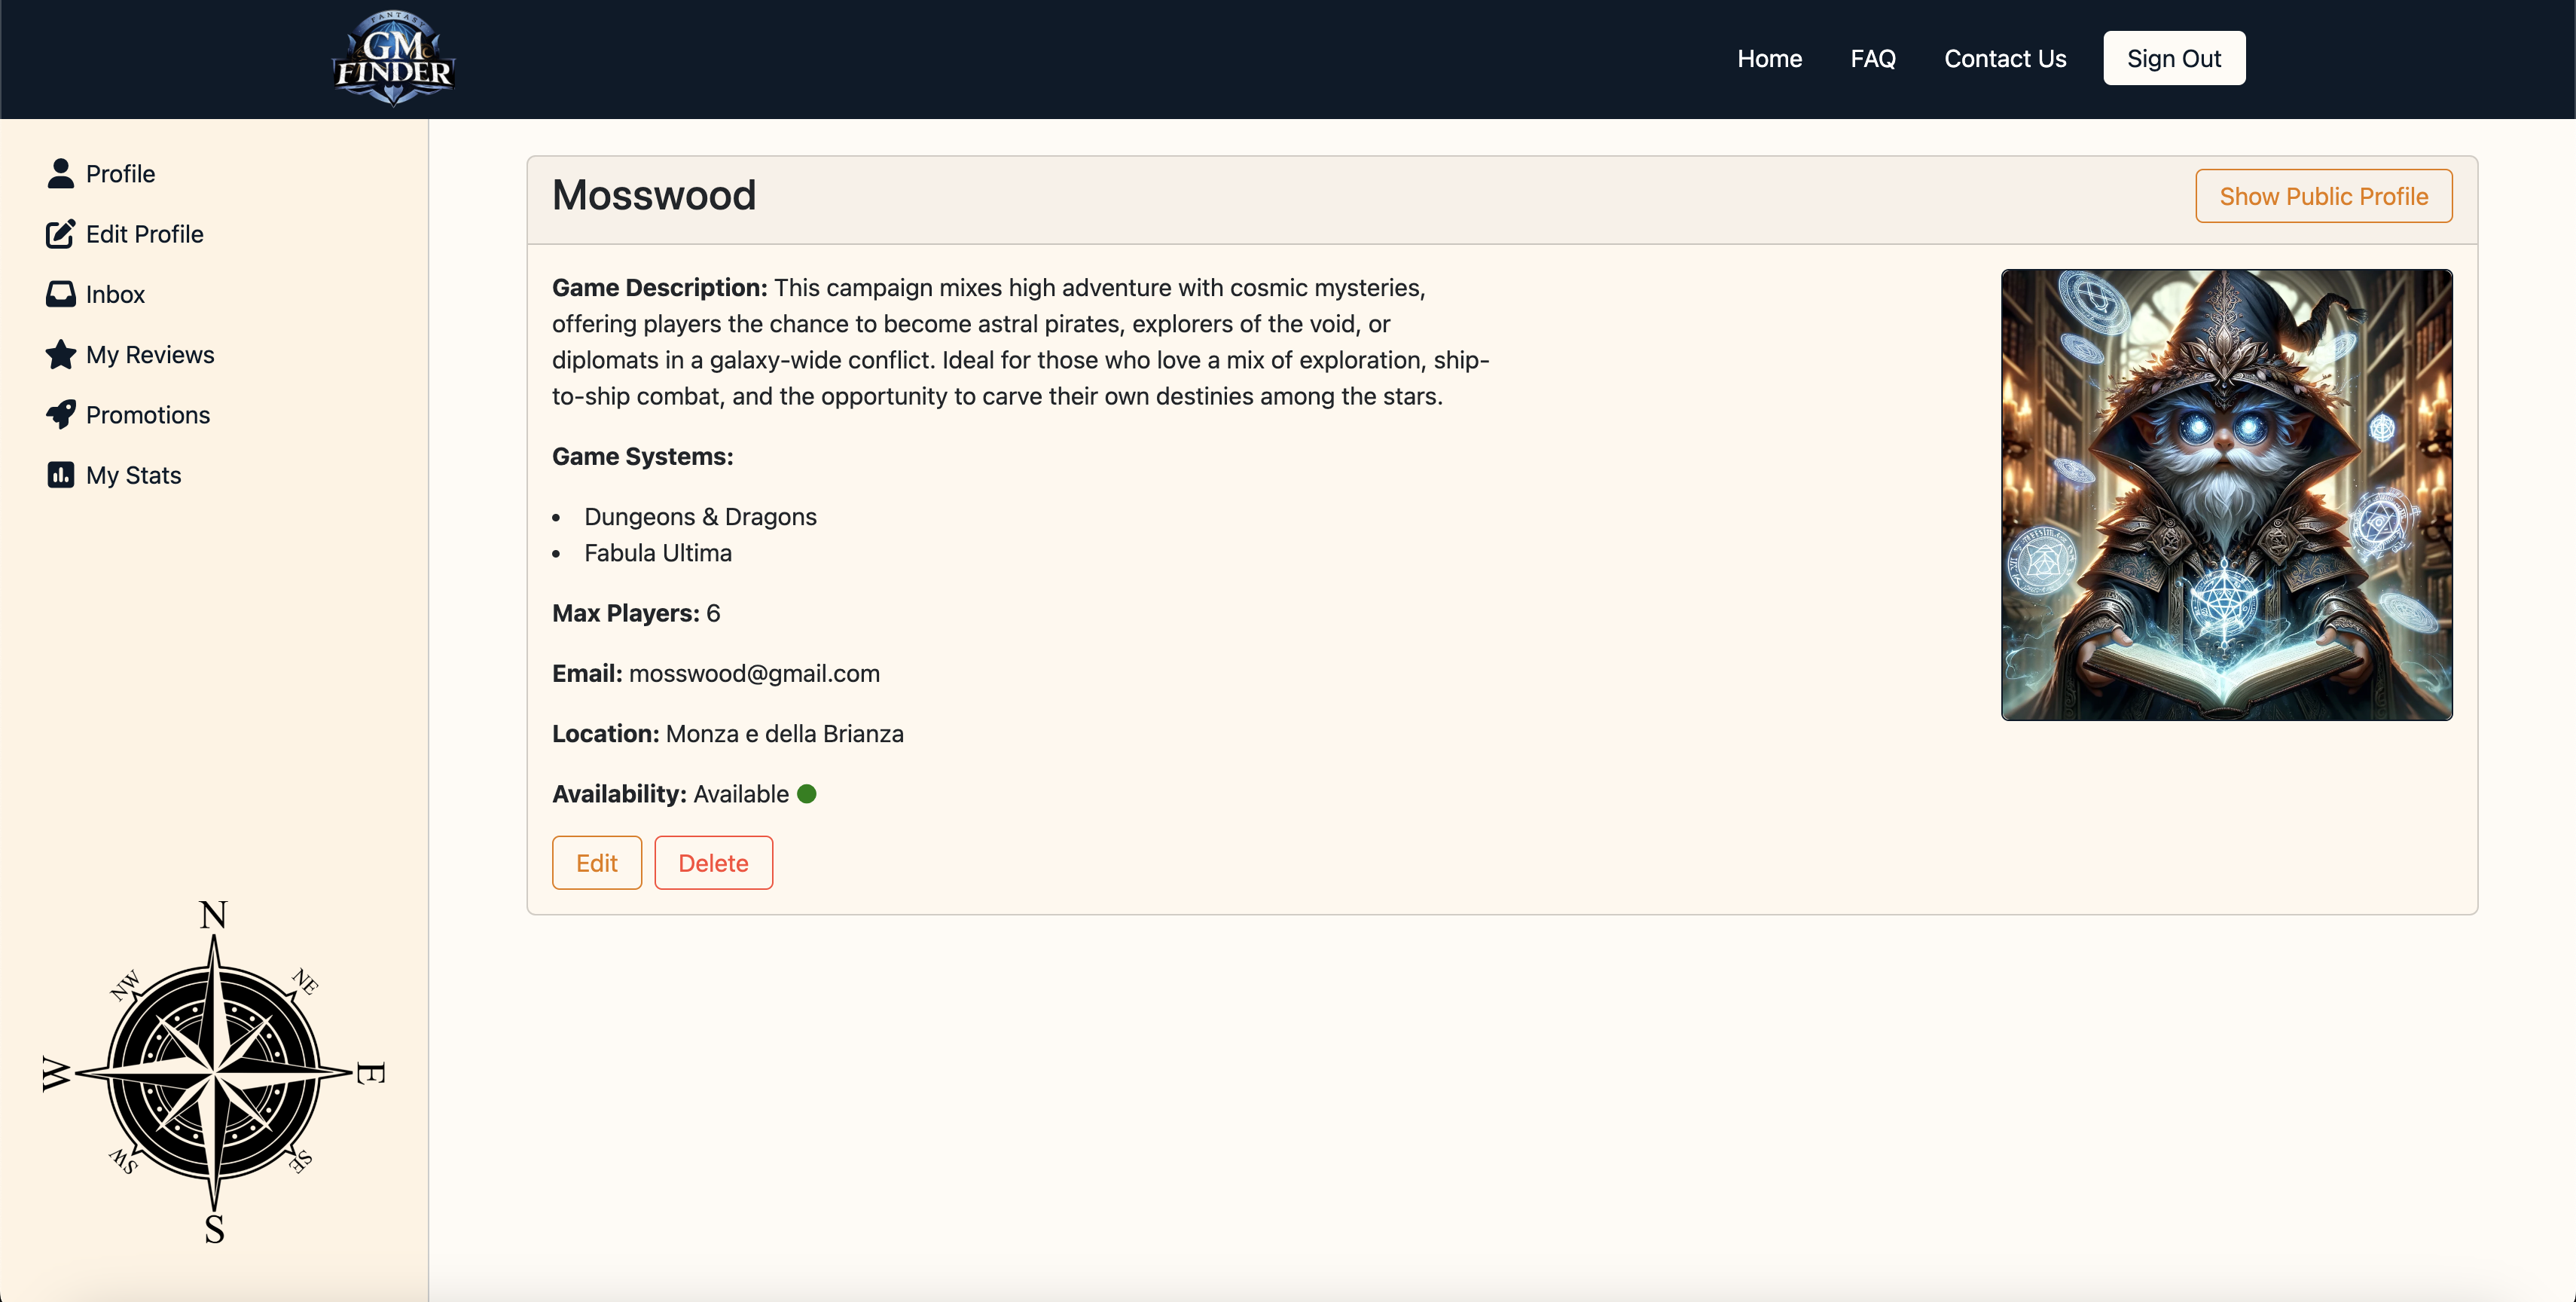 FANTASY
GM
FINDER
Home
FAQ
Contact Us
Sign Out
Profile
Edit Profile
Inbox
My Reviews
Promotions
My Stats
N
NW
NE
W
E
SW
SE
S
Mosswood
Show Public Profile
Game Description: This campaign mixes high adventure with cosmic mysteries,
offering players the chance to become astral pirates, explorers of the void, or
diplomats in a galaxy-wide conflict. Ideal for those who love a mix of exploration, ship-
to-ship combat, and the opportunity to carve their own destinies among the stars.
Game Systems:
• Dungeons & Dragons
• Fabula Ultima
Max Players: 6
Email: mosswood@gmail.com
Location: Monza e della Brianza
Availability: Available
Edit
Delete